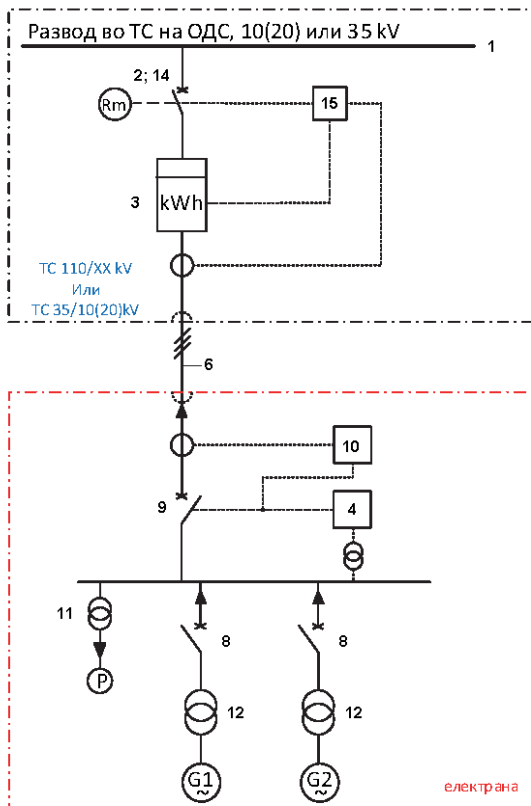 Развод во ТС на ОДС, 10(20) или 35 kV
1
2; 14
Rm
15
3
kWh
ТС 110/XX kV
Или
ТС 35/10(20)kV
6
10
9
4
11
P
8
8
12
12
G1
~
G2
~
електрана